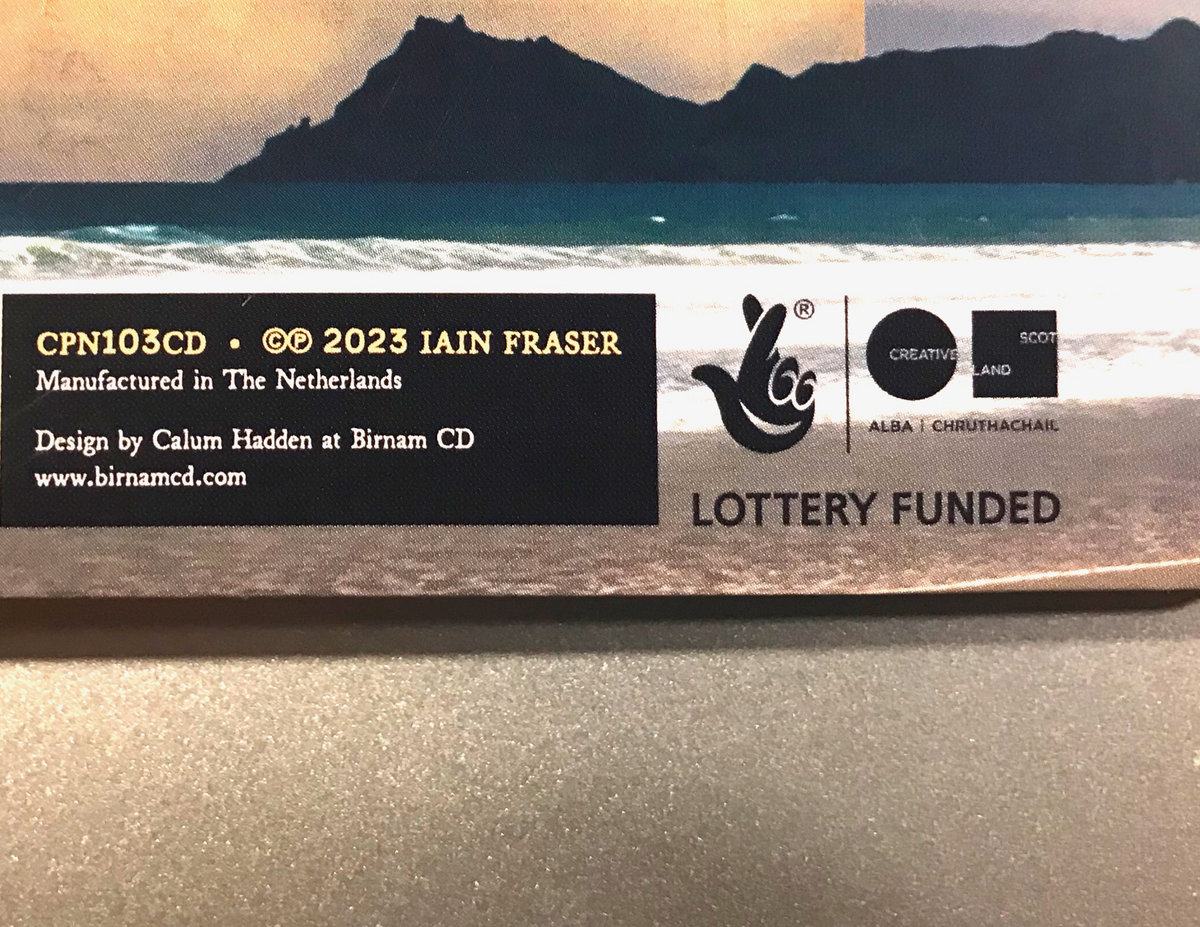 CPN103CD • ©℗ 2023 IAIN FRASER
Manufactured in The Netherlands
Design by Calum Hadden at Birnam CD
www.birnamcd.com
®
CREATIVE
SCOT
LAND
ALBA | CHRUTHACHAIL
LOTTERY FUNDED